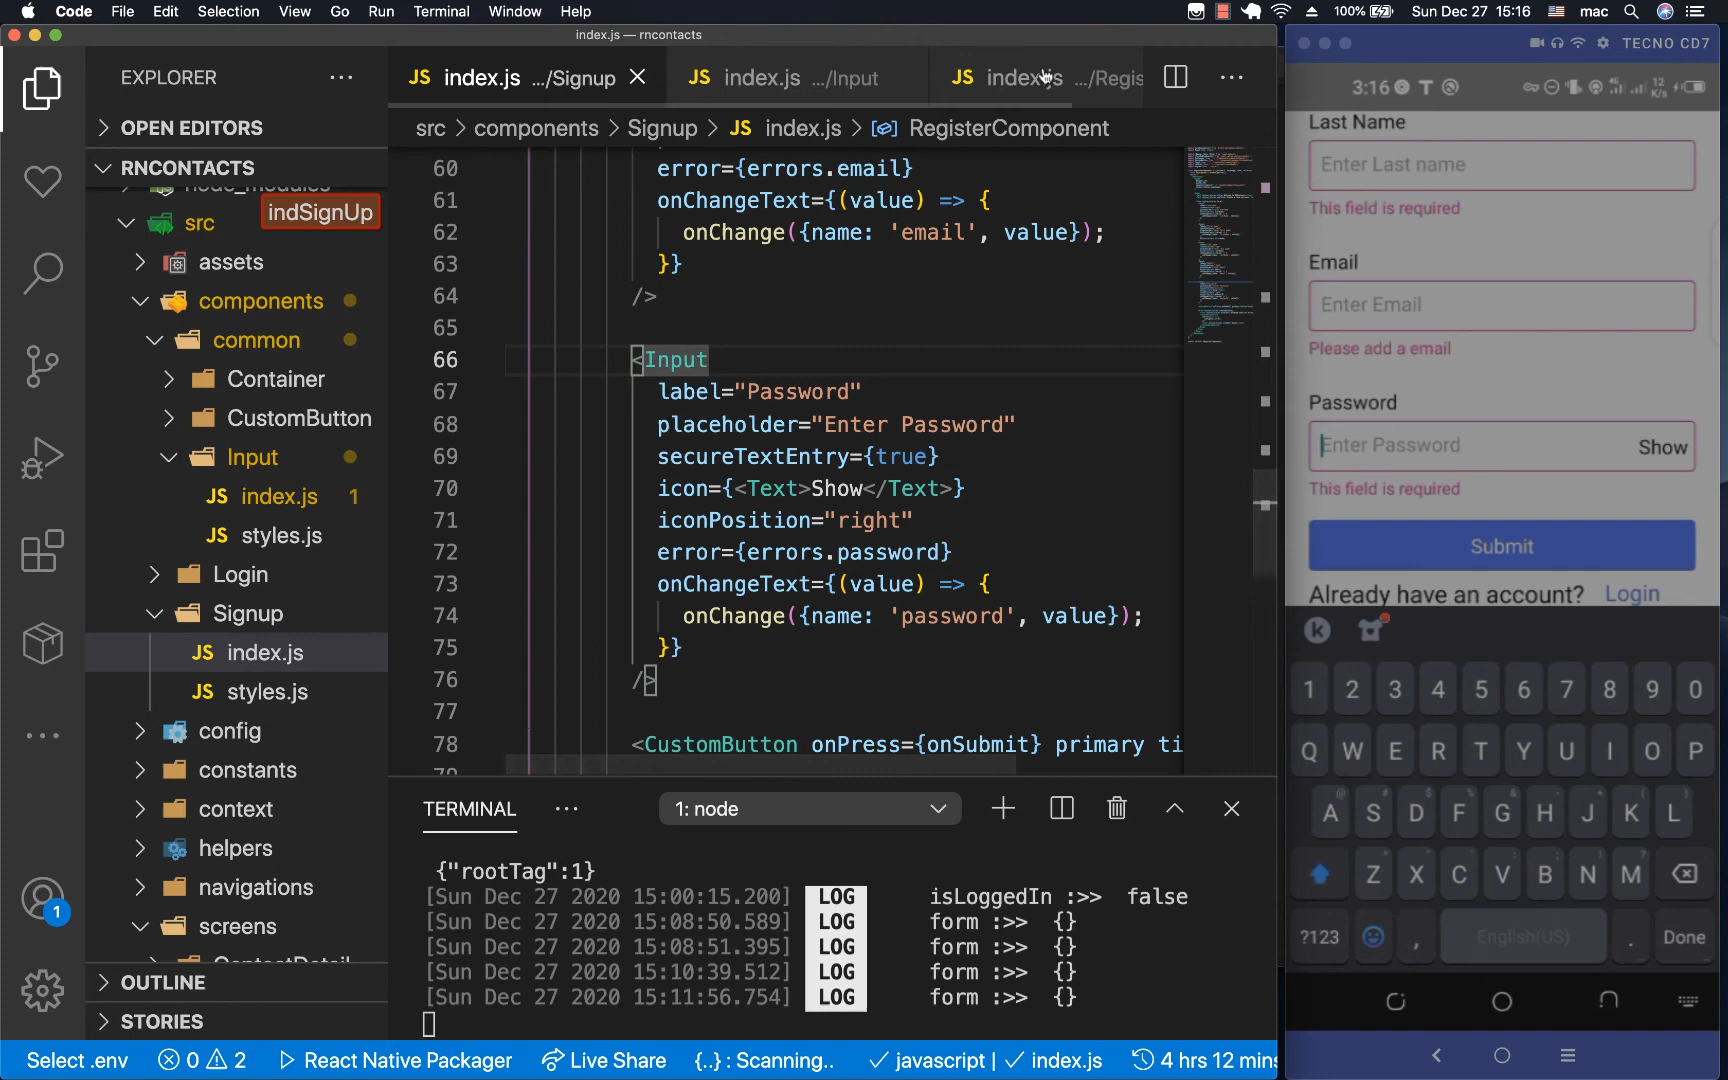 Code File Edit Selection View Go Run Terminal Window Help 100% Sun Dec 27 15:16 mac
index.js — rncontacts
TECNO CD7
EXPLORER
JS index.js .../Signup
JS index.js .../Input
JS index.js .../Regis
3:16
OPEN EDITORS
src > components > Signup > JS index.js > RegisterComponent
RNCONTACTS
node_modules
indSignUp
src
assets
components
common
Container
CustomButton
Input
JS index.js 1
JS styles.js
Login
Signup
JS index.js
JS styles.js
config
constants
context
helpers
navigations
screens
ContactDetail
OUTLINE
STORIES
60 error={errors.email}
61 onChangeText={(value) => {
62 onChange({name: 'email', value});
63 }}
64 />
65
66 <Input
67 label="Password"
68 placeholder="Enter Password"
69 secureTextEntry={true}
70 icon={<Text>Show</Text>}
71 iconPosition="right"
72 error={errors.password}
73 onChangeText={(value) => {
74 onChange({name: 'password', value});
75 }}
76 />
77
78 <CustomButton onPress={onSubmit} primary ti
79
TERMINAL 1: node
{"rootTag":1}
[Sun Dec 27 2020 15:00:15.200] LOG isLoggedIn :>> false
[Sun Dec 27 2020 15:08:50.589] LOG form :>> {}
[Sun Dec 27 2020 15:08:51.395] LOG form :>> {}
[Sun Dec 27 2020 15:10:39.512] LOG form :>> {}
[Sun Dec 27 2020 15:11:56.754] LOG form :>> {}
Last Name
Enter Last name
This field is required
Email
Enter Email
Please add a email
Password
Enter Password Show
This field is required
Submit
Already have an account? Login
1 2 3 4 5 6 7 8 9 0
Q W E R T Y U I O P
A S D F G H J K L
Z X C V B N M
?123 , English(US) . Done
1
Select .env 0 2 React Native Packager Live Share {..} : Scanning.. javascript | index.js 4 hrs 12 mins